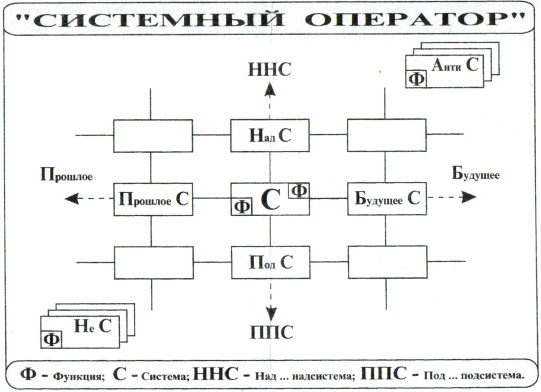 "СИСТЕМНЫЙ ОПЕРАТОР"
ННС
Анти С
Ф
Над С
Прошлое
Будущее
Прошлое С
Ф С Ф
Будущее С
Под С
Не С
Ф
ППС
Ф - Функция; С - Система; ННС - Над ... надсистема; ППС - Под ... подсистема.